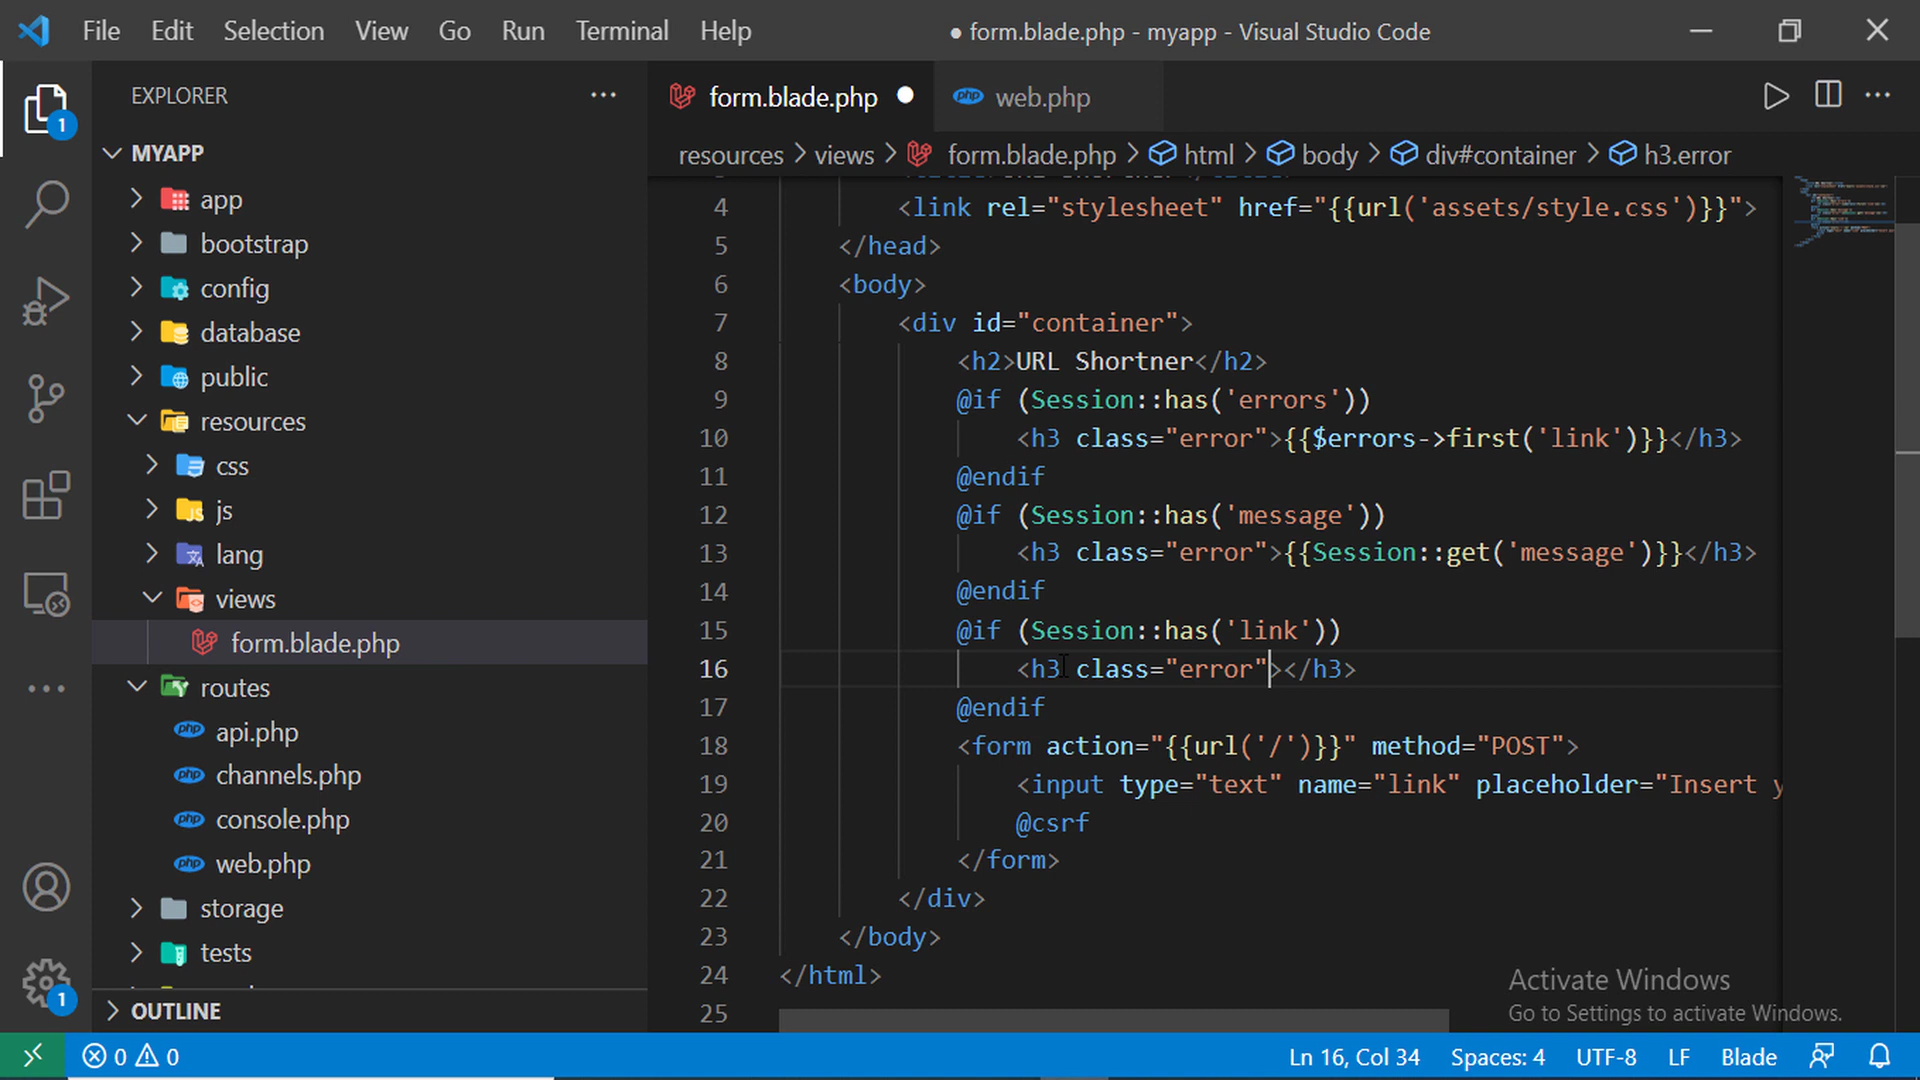 File Edit Selection View Go Run Terminal Help
● form.blade.php - myapp - Visual Studio Code
EXPLORER
MYAPP
app
bootstrap
config
database
public
resources
css
js
lang
views
form.blade.php
routes
api.php
channels.php
console.php
web.php
storage
tests
OUTLINE
1
1
form.blade.php ●
web.php
resources > views > form.blade.php > html > body > div#container > h3.error
4 <link rel="stylesheet" href="{{url('assets/style.css')}}">
5 </head>
6 <body>
7 <div id="container">
8 <h2>URL Shortner</h2>
9 @if (Session::has('errors'))
10 <h3 class="error">{{$errors->first('link')}}</h3>
11 @endif
12 @if (Session::has('message'))
13 <h3 class="error">{{Session::get('message')}}</h3>
14 @endif
15 @if (Session::has('link'))
16 <h3 class="error"></h3>
17 @endif
18 <form action="{{url('/')}}" method="POST">
19 <input type="text" name="link" placeholder="Insert y
20 @csrf
21 </form>
22 </div>
23 </body>
24 </html>
25
Activate Windows
Go to Settings to activate Windows.
0 0
Ln 16, Col 34 Spaces: 4 UTF-8 LF Blade